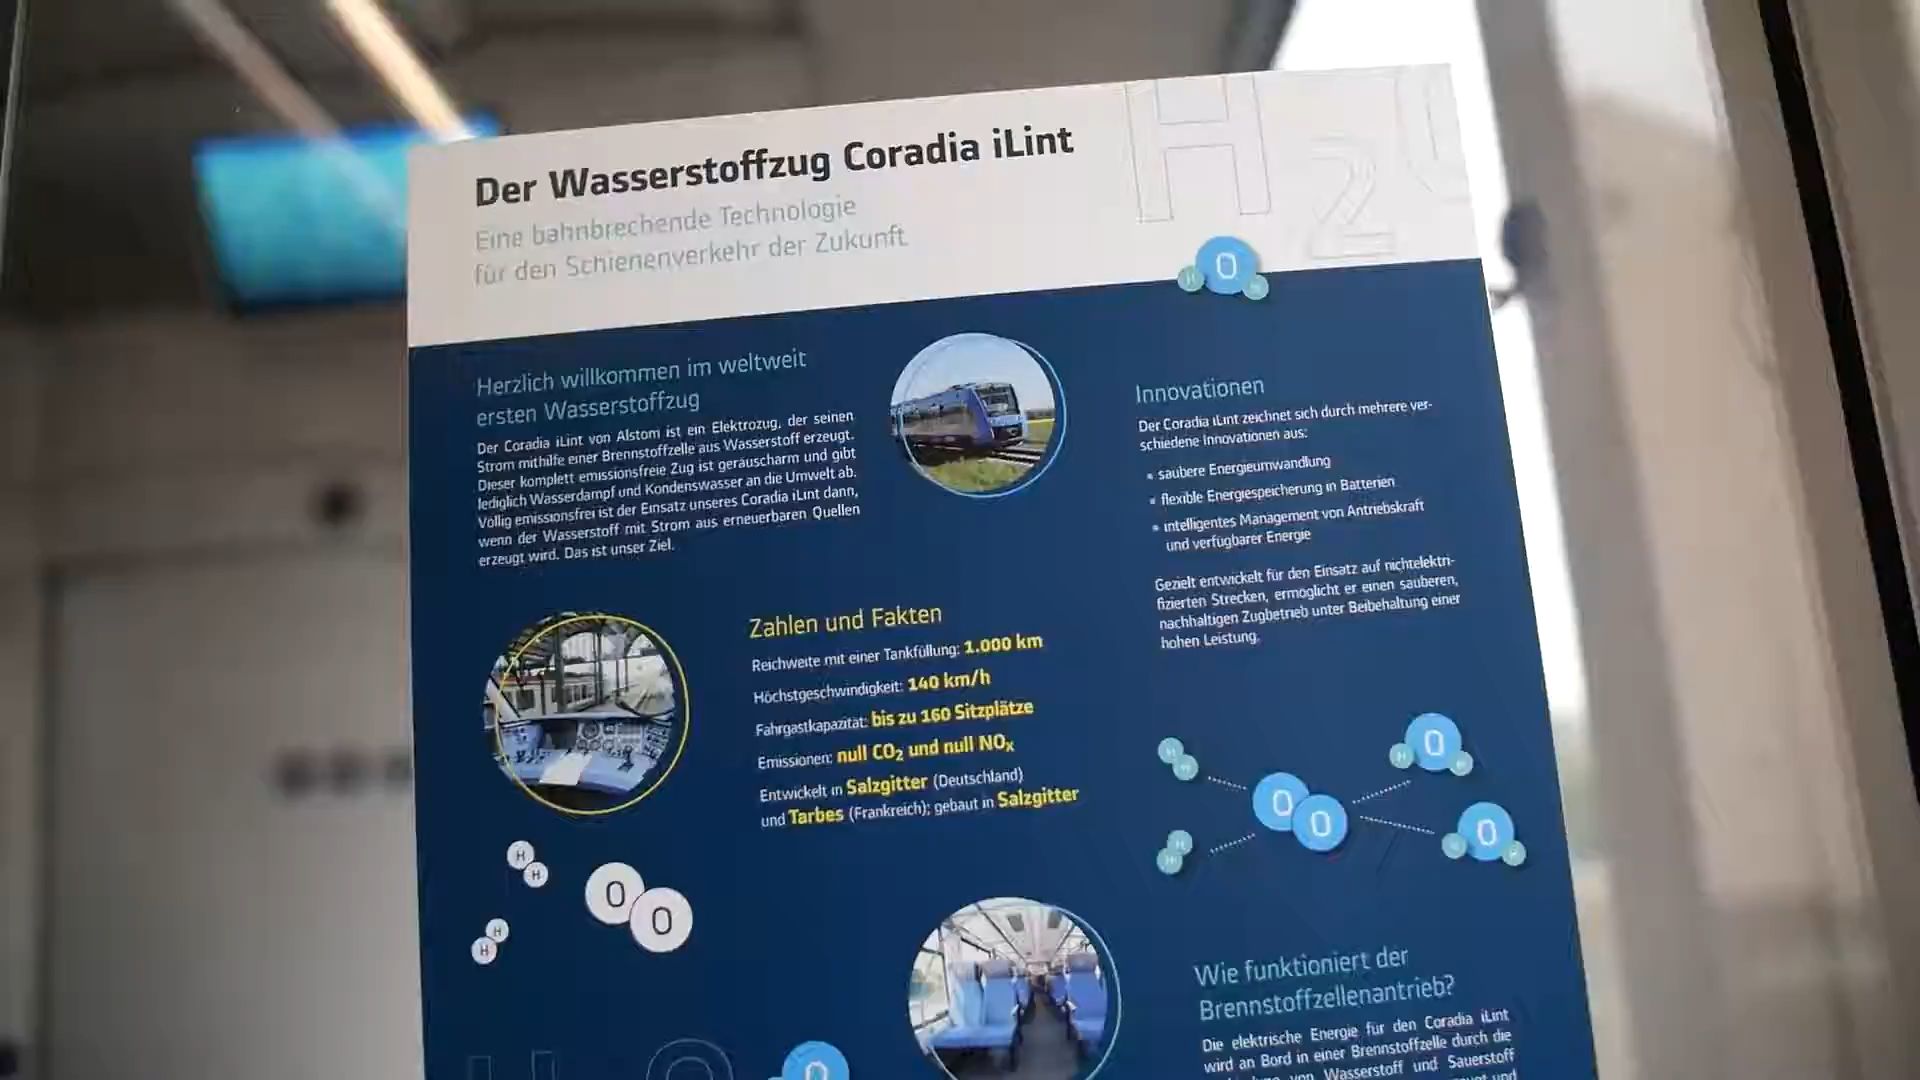 Der Wasserstoffzug Coradia iLint
Eine bahnbrechende Technologie
für den Schienenverkehr der Zukunft
H2O
O
H
H
Herzlich willkommen im weltweit
ersten Wasserstoffzug
Der Coradia iLint von Alstom ist ein Elektrozug, der seinen
Strom mithilfe einer Brennstoffzelle aus Wasserstoff erzeugt.
Dieser komplett emissionsfreie Zug ist geräuscharm und gibt
lediglich Wasserdampf und Kondenswasser an die Umwelt ab.
Völlig emissionsfrei ist der Einsatz unseres Coradia iLint dann,
wenn der Wasserstoff mit Strom aus erneuerbaren Quellen
erzeugt wird. Das ist unser Ziel.
Innovationen
Der Coradia iLint zeichnet sich durch mehrere ver-
schiedene Innovationen aus:
• saubere Energieumwandlung
• flexible Energiespeicherung in Batterien
• intelligentes Management von Antriebskraft
und verfügbarer Energie
Gezielt entwickelt für den Einsatz auf nichtelektri-
fizierten Strecken, ermöglicht er einen sauberen,
nachhaltigen Zugbetrieb unter Beibehaltung einer
hohen Leistung.
Zahlen und Fakten
Reichweite mit einer Tankfüllung: 1.000 km
Höchstgeschwindigkeit: 140 km/h
Fahrgastkapazität: bis zu 160 Sitzplätze
Emissionen: null CO2 und null NOx
Entwickelt in Salzgitter (Deutschland)
und Tarbes (Frankreich); gebaut in Salzgitter
H H
H H
O O
H O H
H O H
H H
H H
O O
Wie funktioniert der
Brennstoffzellenantrieb?
Die elektrische Energie für den Coradia iLint
wird an Bord in einer Brennstoffzelle durch die
von Wasserstoff und Sauerstoff
und
O